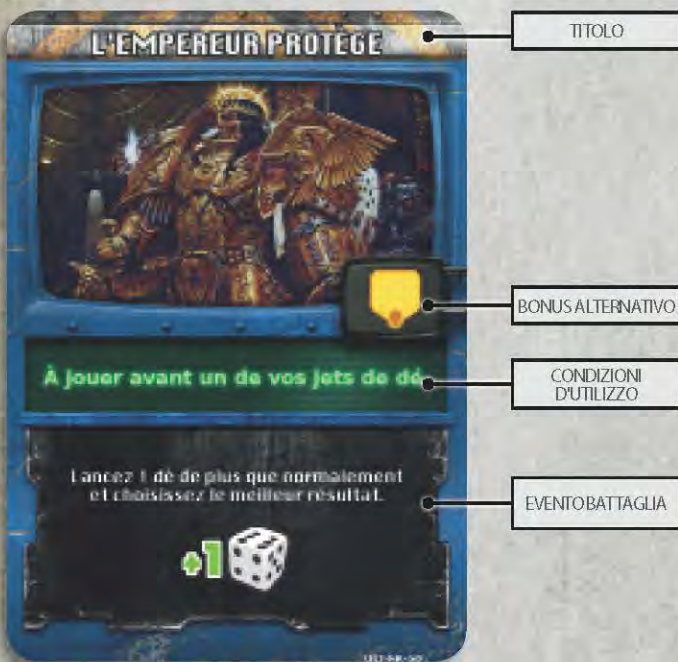 L'EMPEREUR PROTÈGE
TITOLO
BONUS ALTERNATIVO
À jouer avant un de vos jets de dé
CONDIZIONI
D'UTILIZZO
Lancez 1 dé de plus que normalement
et choisissez le meilleur résultat.
EVENTO BATTAGLIA
+1